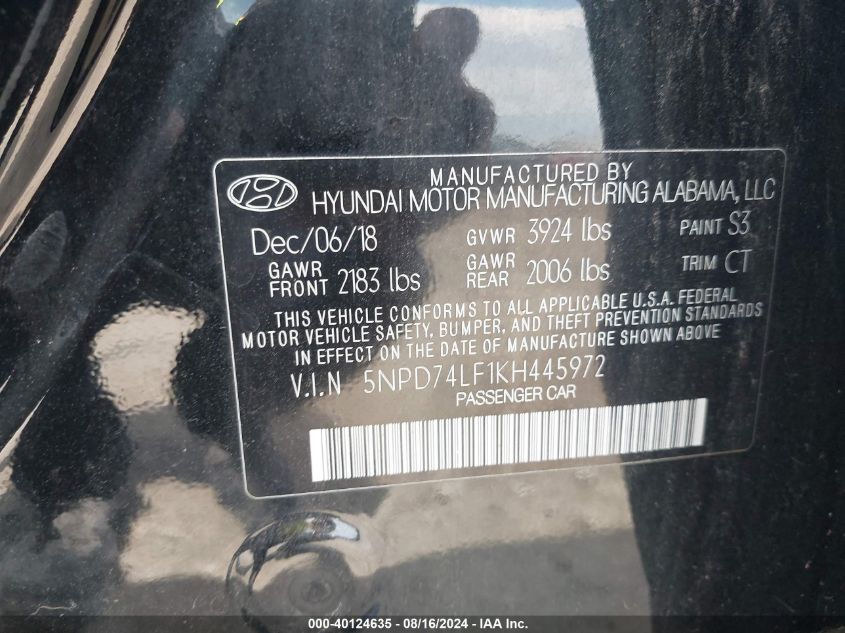 MANUFACTURED BY
HYUNDAI MOTOR MANUFACTURING ALABAMA, LLC
Dec/06/18 GVWR 3924 lbs PAINT S3
GAWR FRONT 2183 lbs GAWR REAR 2006 lbs TRIM CT
THIS VEHICLE CONFORMS TO ALL APPLICABLE U.S.A. FEDERAL
MOTOR VEHICLE SAFETY, BUMPER, AND THEFT PREVENTION STANDARDS
IN EFFECT ON THE DATE OF MANUFACTURE SHOWN ABOVE
V.I.N 5NPD74LF1KH445972
PASSENGER CAR
000-40124635 - 08/16/2024 - IAA Inc.